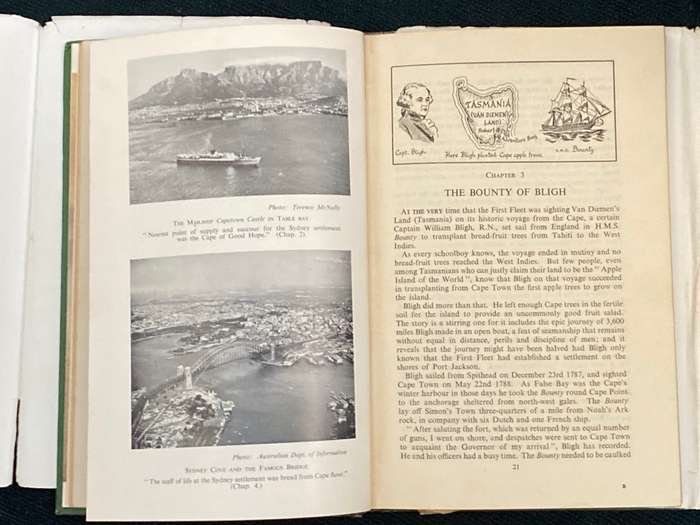 Photo: Terence McNally
THE MAILSHIP Capetown Castle IN TABLE BAY
"Nearest point of supply and succour for the Sydney settlement
was the Cape of Good Hope." (Chap. 2.)
Photo: Australian Dept. of Information
SYDNEY COVE AND THE FAMOUS BRIDGE
"The staff of life at the Sydney settlement was bread from Cape flour."
(Chap. 4.)
TASMANIA
(VAN DIEMEN'S
LAND)
Hobart
Adventure Bay
Capt. Bligh.
Here Bligh planted Cape apple trees.
H.M.S. Bounty
CHAPTER 3
THE BOUNTY OF BLIGH
AT THE VERY time that the First Fleet was sighting Van Diemen's
Land (Tasmania) on its historic voyage from the Cape, a certain
Captain William Bligh, R.N., set sail from England in H.M.S.
Bounty to transplant bread-fruit trees from Tahiti to the West
Indies.
As every schoolboy knows, the voyage ended in mutiny and no
bread-fruit trees reached the West Indies. But few people, even
among Tasmanians who can justly claim their land to be the "Apple
Island of the World", know that Bligh on that voyage succeeded
in transplanting from Cape Town the first apple trees to grow on
the island.
Bligh did more than that. He left enough Cape trees in the fertile
soil for the island to provide an uncommonly good fruit salad.
The story is a stirring one for it includes the epic journey of 3,600
miles Bligh made in an open boat, a feat of seamanship that remains
without equal in distance, perils and discipline of men; and it
reveals that the journey might have been halved had Bligh only
known that the First Fleet had established a settlement on the
shores of Port Jackson.
Bligh sailed from Spithead on December 23rd 1787, and sighted
Cape Town on May 22nd 1788. As False Bay was the Cape's
winter harbour in those days he took the Bounty round Cape Point
to the anchorage sheltered from north-west gales. The Bounty
lay off Simon's Town three-quarters of a mile from Noah's Ark
rock, in company with six Dutch and one French ship.
"After saluting the fort, which was returned by an equal number
of guns, I went on shore, and despatches were sent to Cape Town
to acquaint the Governor of my arrival", Bligh has recorded.
He and his officers had a busy time. The Bounty needed to be caulked
21
B